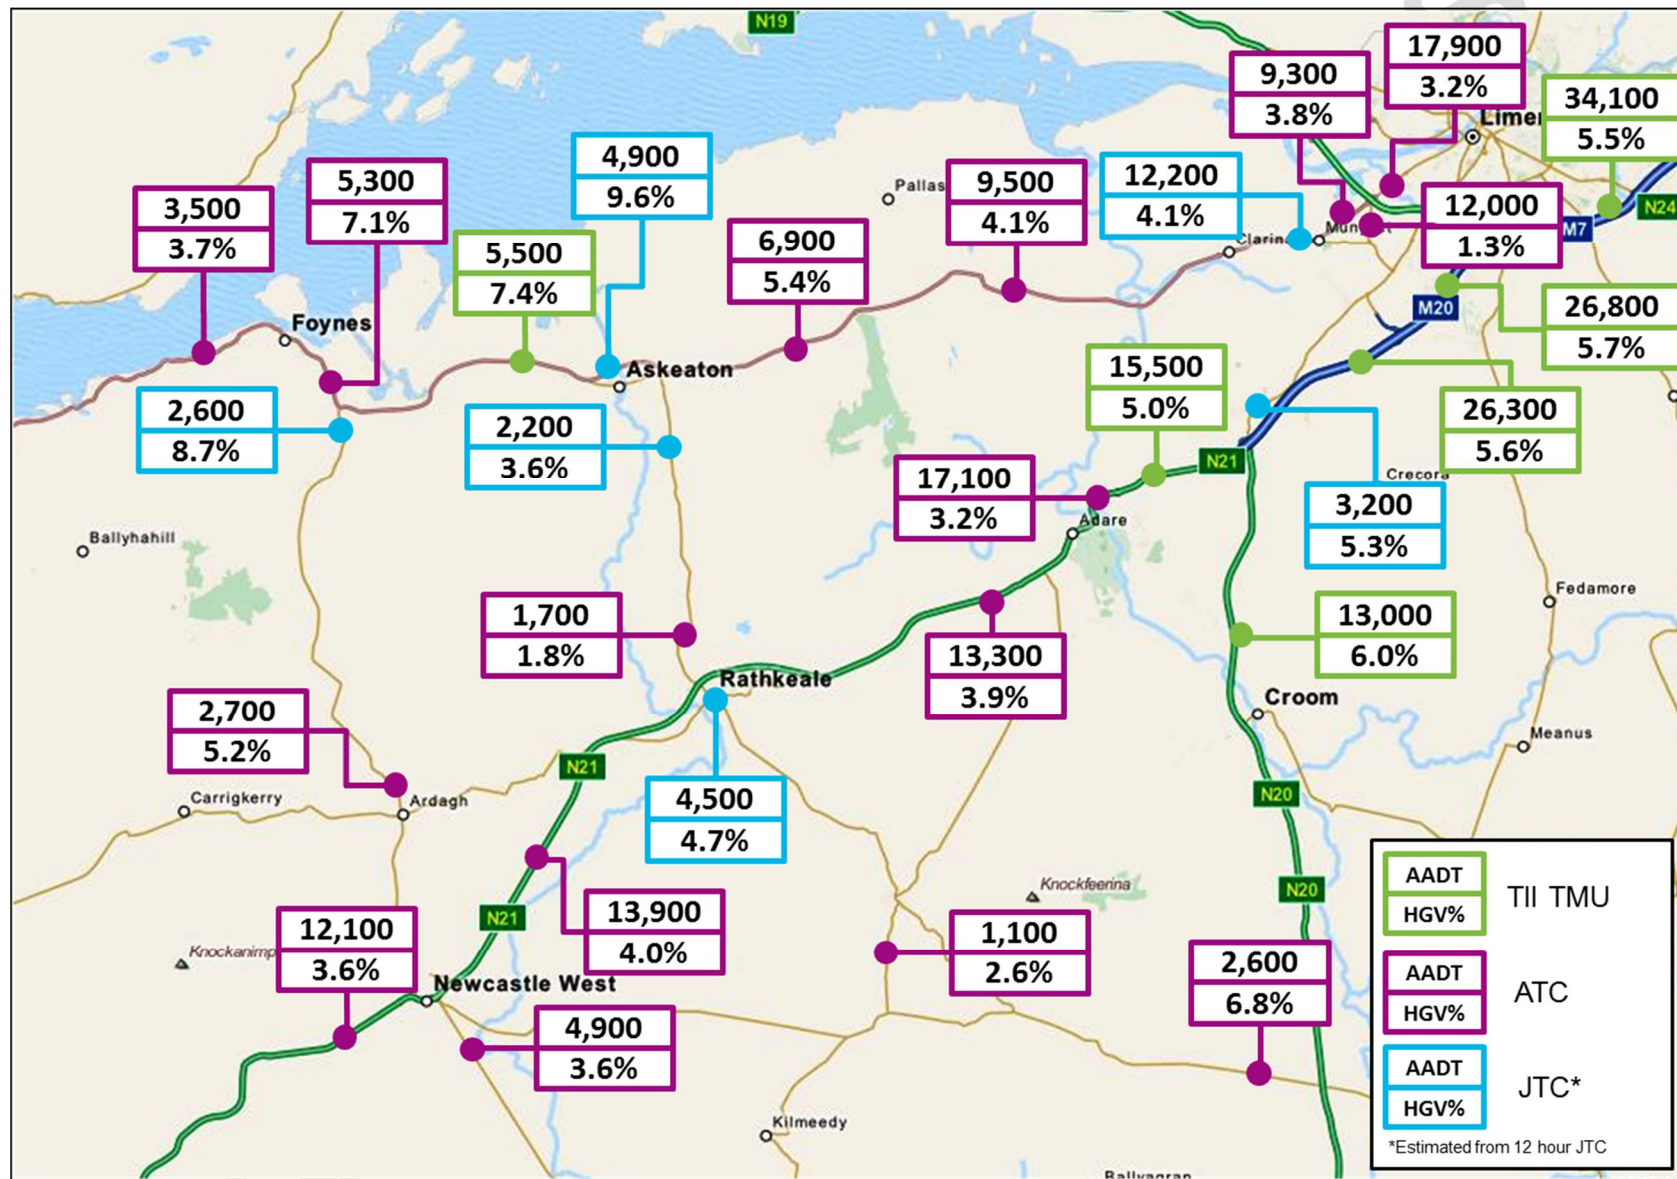 N19
17,900
3.2%
9,300
3.8%
34,100
5.5%
4,900
9.6%
5,300
7.1%
3,500
3.7%
Pallas
9,500
4.1%
12,200
4.1%
12,000
1.3%
N24
M7
5,500
7.4%
6,900
5.4%
M20
26,800
5.7%
Foynes
Askeaton
15,500
5.0%
2,600
8.7%
2,200
3.6%
26,300
5.6%
N21
Crecora
17,100
3.2%
3,200
5.3%
Adare
Ballyhahill
Fedamore
1,700
1.8%
13,000
6.0%
13,300
3.9%
Rathkeale
Croom
2,700
5.2%
Meanus
N21
Carrigkerry
Ardagh
4,500
4.7%
N20
Knockfeerina
N20
N21
13,900
4.0%
12,100
3.6%
Knockanimp
1,100
2.6%
2,600
6.8%
Newcastle West
4,900
3.6%
Kilmeedy
Ballyagran
AADT
HGV%
TII TMU
AADT
HGV%
ATC
AADT
HGV%
JTC*
*Estimated from 12 hour JTC